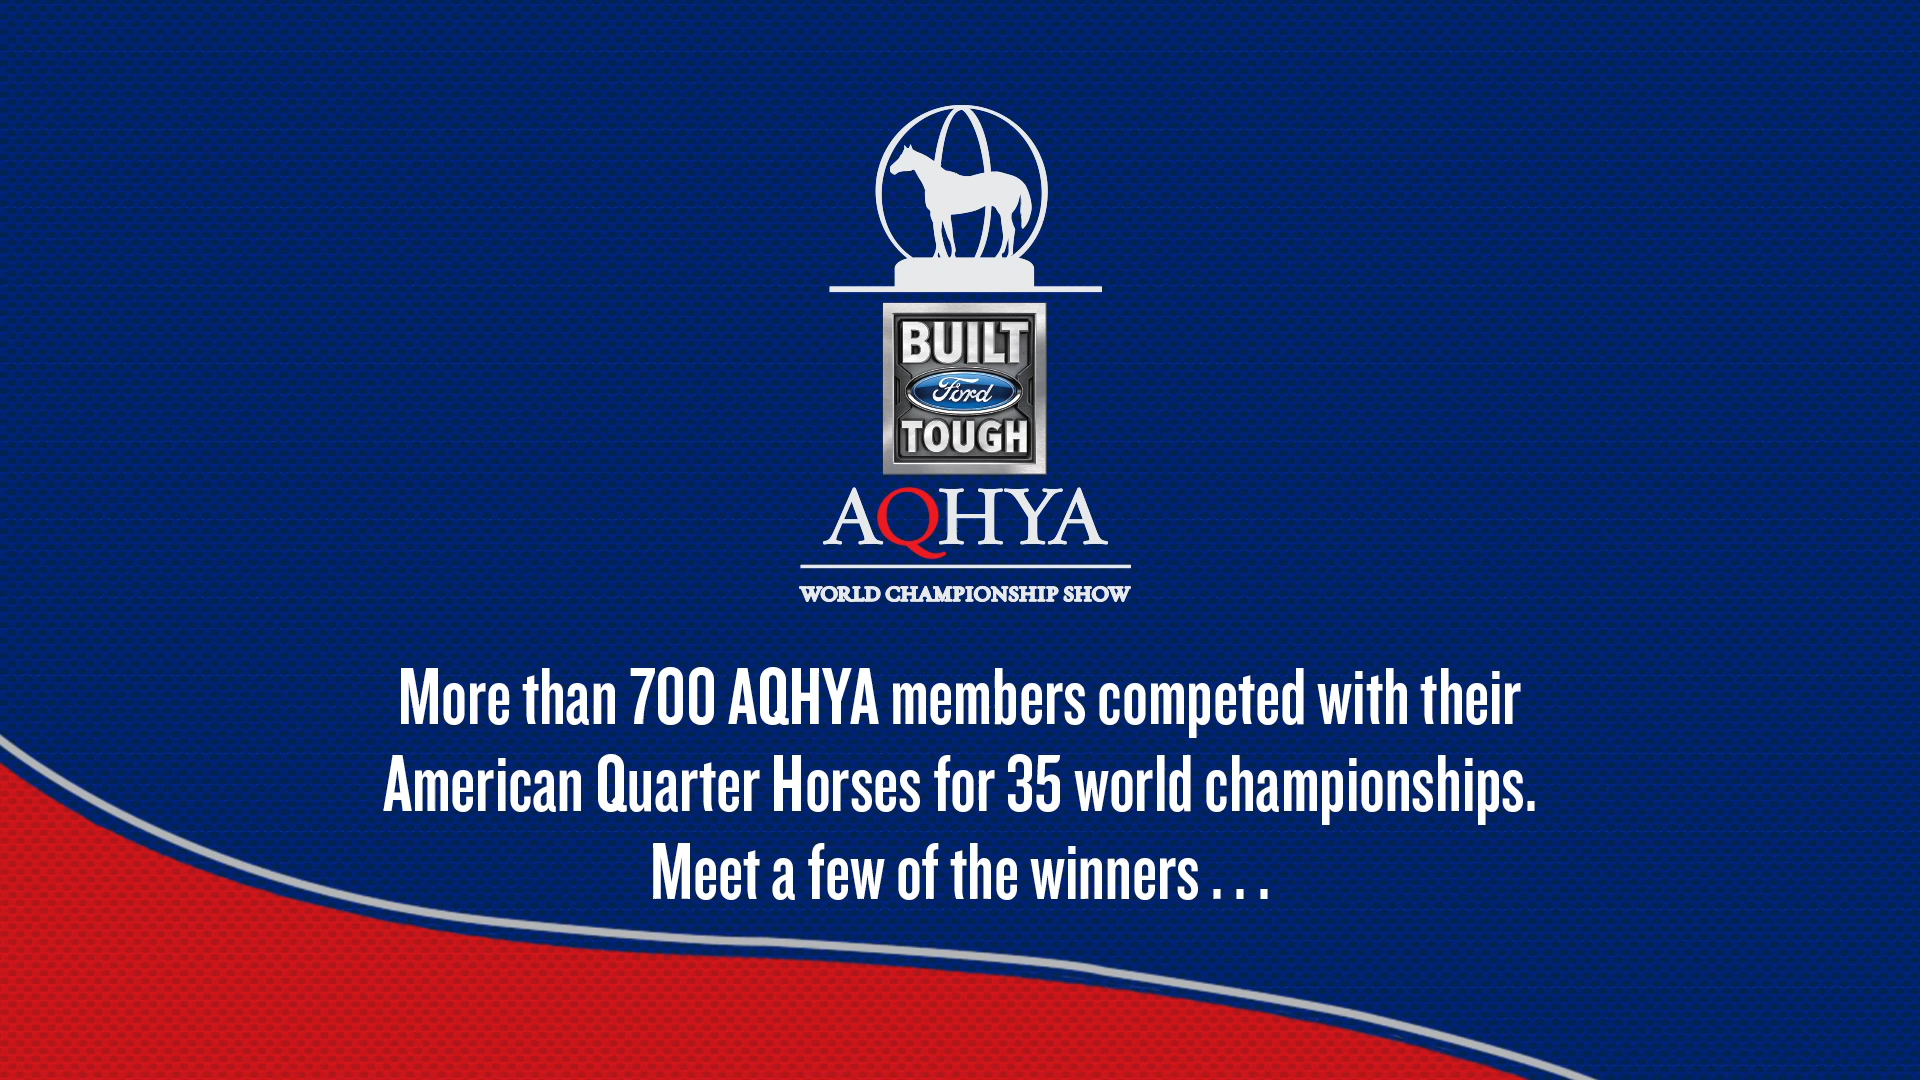 BUILT
Ford
TOUGH
AQHYA
WORLD CHAMPIONSHIP SHOW
More than 700 AQHYA members competed with their
American Quarter Horses for 35 world championships.
Meet a few of the winners . . .